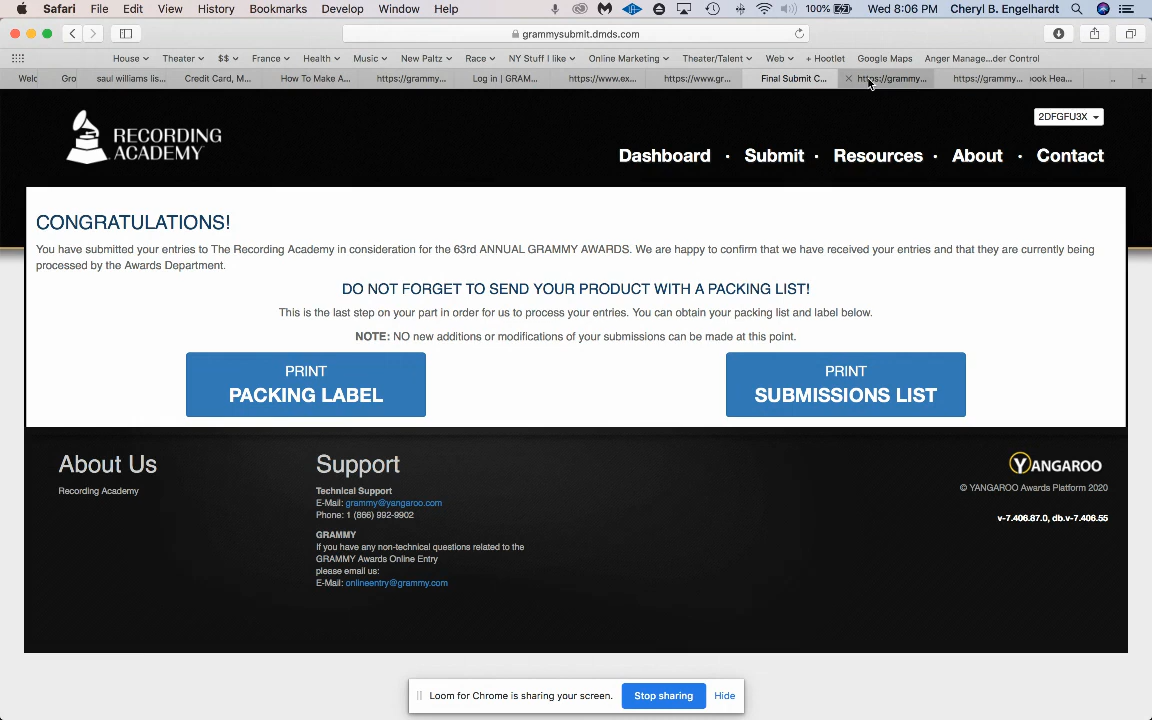 Safari File Edit View History Bookmarks Develop Window Help 100% Wed 8:06 PM Cheryl B. Engelhardt
grammysubmit.dmds.com
House Theater $$ France Health Music New Paltz Race NY Stuff I like Online Marketing Theater/Talent Web + Hootlet Google Maps Anger Manage...der Control
Welc Gro saul williams lis... Credit Card, M... How To Make A... https://grammy... Log in | GRAM... https://www.ex... https://www.gr... Final Submit C... https://grammy... https://grammy... ook Hea... ..
RECORDING
ACADEMY
2DFGFU3X
Dashboard · Submit · Resources · About · Contact
CONGRATULATIONS!
You have submitted your entries to The Recording Academy in consideration for the 63rd ANNUAL GRAMMY AWARDS. We are happy to confirm that we have received your entries and that they are currently being
processed by the Awards Department.
DO NOT FORGET TO SEND YOUR PRODUCT WITH A PACKING LIST!
This is the last step on your part in order for us to process your entries. You can obtain your packing list and label below.
NOTE: NO new additions or modifications of your submissions can be made at this point.
PRINT
PACKING LABEL
PRINT
SUBMISSIONS LIST
About Us
Recording Academy
Support
Technical Support
E-Mail: grammy@yangaroo.com
Phone: 1 (866) 992-9902
GRAMMY
If you have any non-technical questions related to the
GRAMMY Awards Online Entry
please email us:
E-Mail: onlineentry@grammy.com
YANGAROO
© YANGAROO Awards Platform 2020
v-7.406.87.0, db.v-7.406.55
Loom for Chrome is sharing your screen. Stop sharing Hide